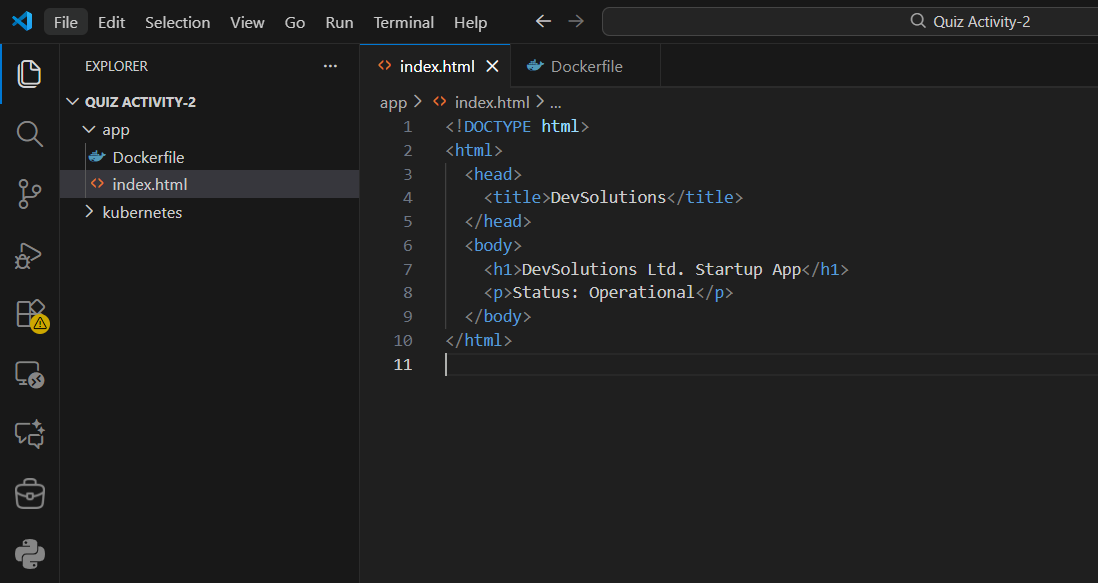 File Edit Selection View Go Run Terminal Help Quiz Activity-2
EXPLORER
QUIZ ACTIVITY-2
app
Dockerfile
index.html
kubernetes
index.html Dockerfile
app > index.html > ...
1 <!DOCTYPE html>
2 <html>
3 <head>
4 <title>DevSolutions</title>
5 </head>
6 <body>
7 <h1>DevSolutions Ltd. Startup App</h1>
8 <p>Status: Operational</p>
9 </body>
10 </html>
11